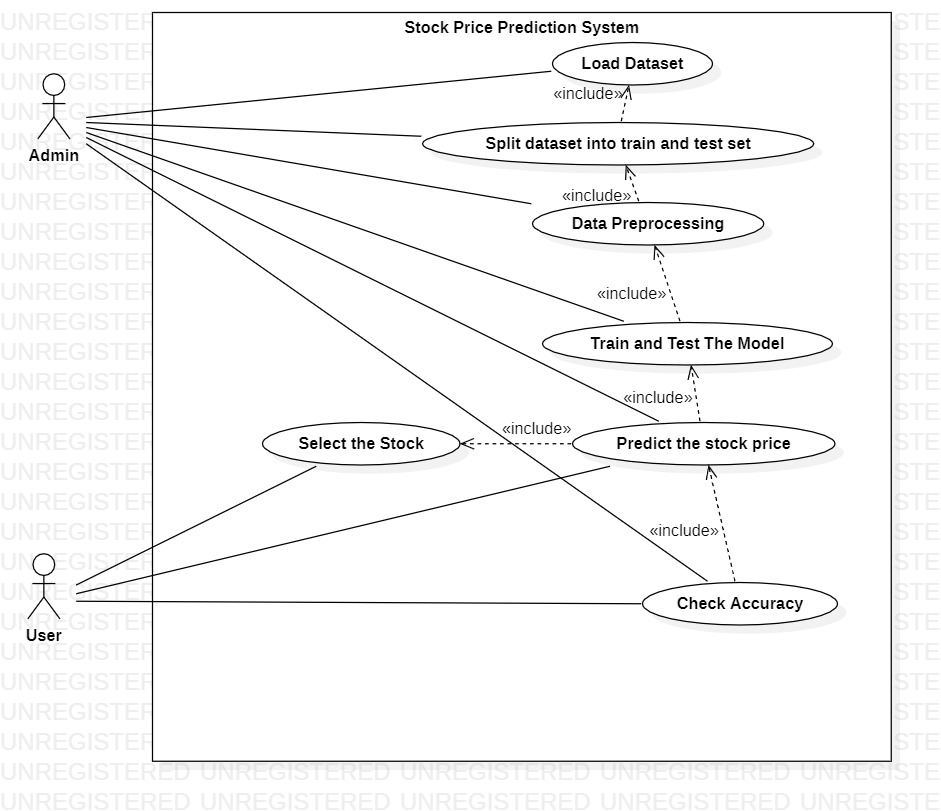 Stock Price Prediction System
Load Dataset
«include»
Admin
Split dataset into train and test set
«include»
Data Preprocessing
«include»
Train and Test The Model
«include»
Select the Stock
«include»
Predict the stock price
«include»
User
Check Accuracy
UNREGISTERED UNREGISTERED UNREGISTERED UNREGISTERED UNREGISTERED
UNREGISTERED UNREGISTERED UNREGISTERED UNREGISTERED UNREGISTERED